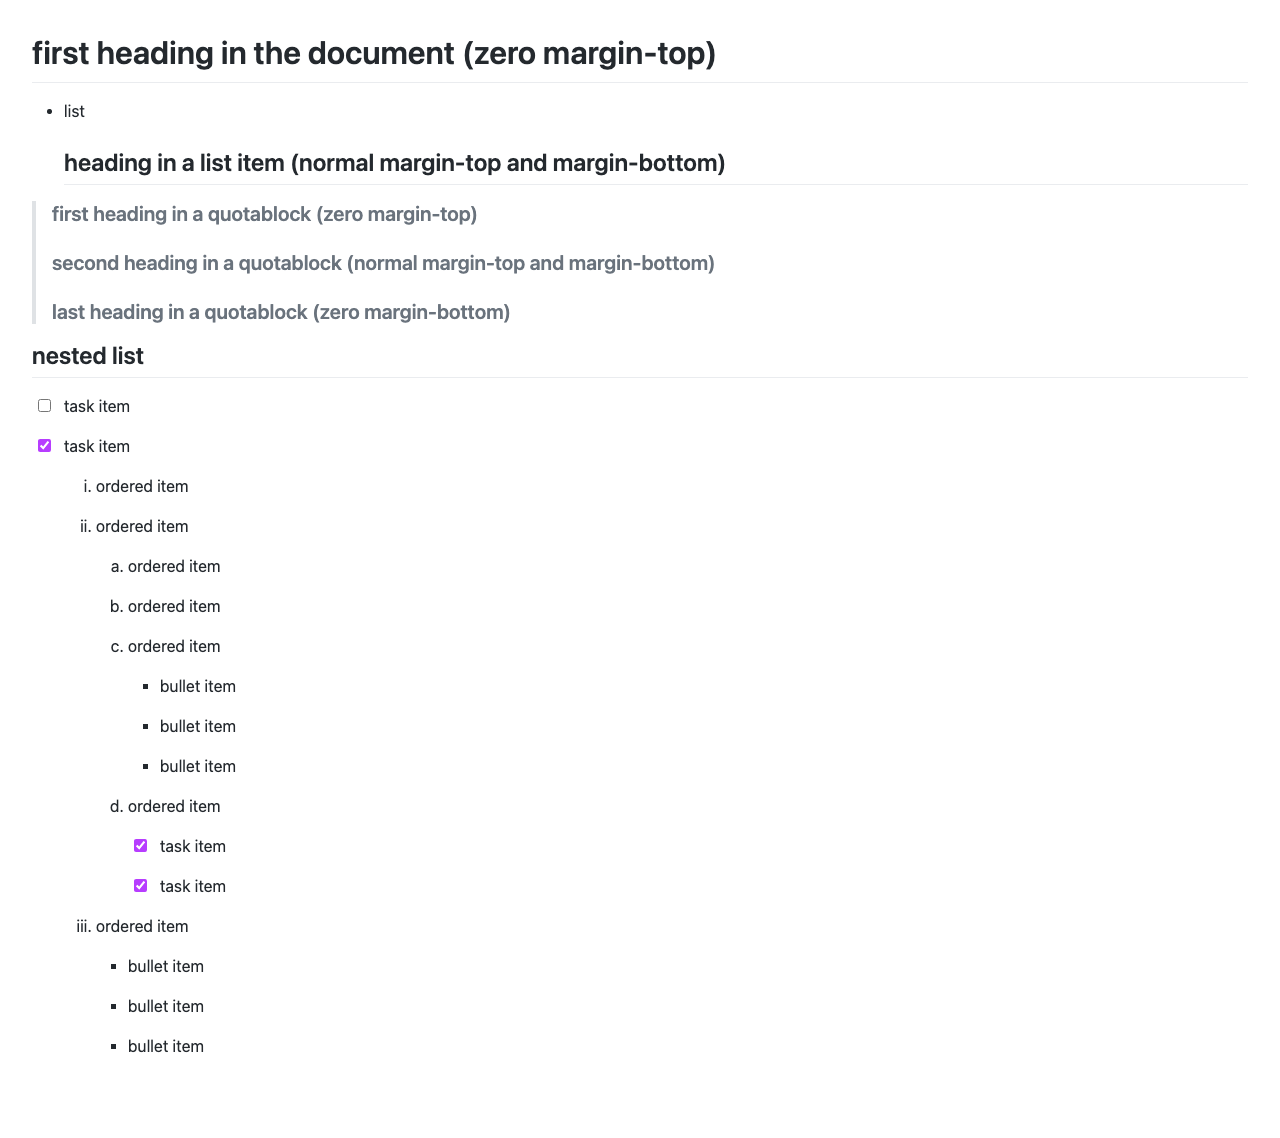 first heading in the document (zero margin-top)
• list
heading in a list item (normal margin-top and margin-bottom)
first heading in a quotablock (zero margin-top)
second heading in a quotablock (normal margin-top and margin-bottom)
last heading in a quotablock (zero margin-bottom)
nested list
task item
task item
i. ordered item
ii. ordered item
a. ordered item
b. ordered item
c. ordered item
▪ bullet item
▪ bullet item
▪ bullet item
d. ordered item
task item
task item
iii. ordered item
▪ bullet item
▪ bullet item
▪ bullet item